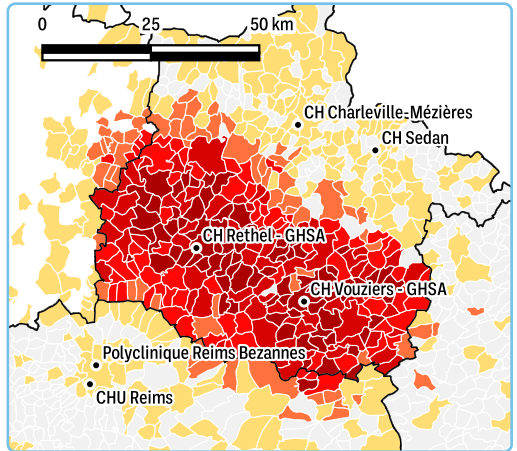 0 25 50 km
CH Charleville-Mézières
CH Sedan
CH Rethel - GHSA
CH Vouziers - GHSA
Polyclinique Reims Bezannes
CHU Reims